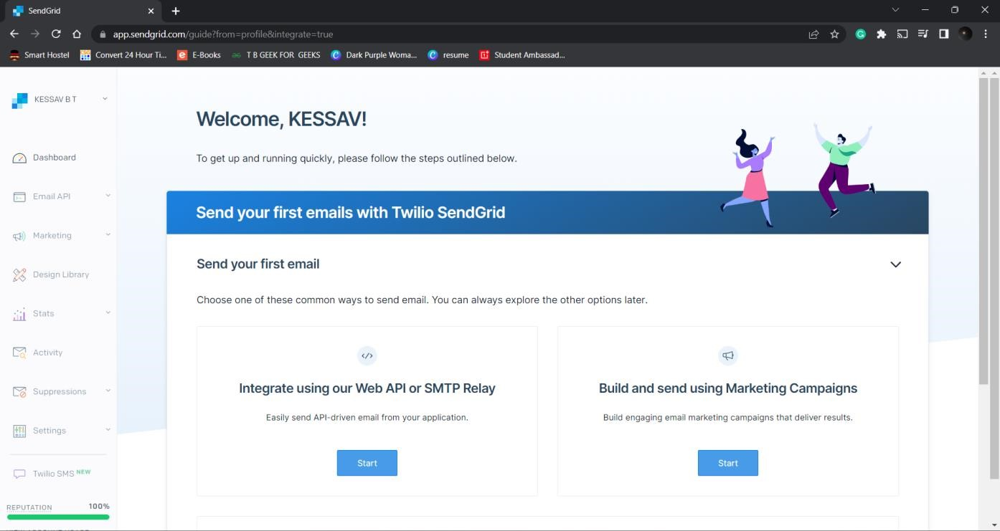 SendGrid
app.sendgrid.com/guide?from=profile&integrate=true
Smart Hostel
Convert 24 Hour Ti...
E-Books
T B GEEK FOR GEEKS
Dark Purple Woma...
resume
Student Ambassad...
KESSAV B T
Dashboard
Email API
Marketing
Design Library
Stats
Activity
Suppressions
Settings
Twilio SMS NEW
REPUTATION 100%
Welcome, KESSAV!
To get up and running quickly, please follow the steps outlined below.
Send your first emails with Twilio SendGrid
Send your first email
Choose one of these common ways to send email. You can always explore the other options later.
Integrate using our Web API or SMTP Relay
Easily send API-driven email from your application.
Start
Build and send using Marketing Campaigns
Build engaging email marketing campaigns that deliver results.
Start